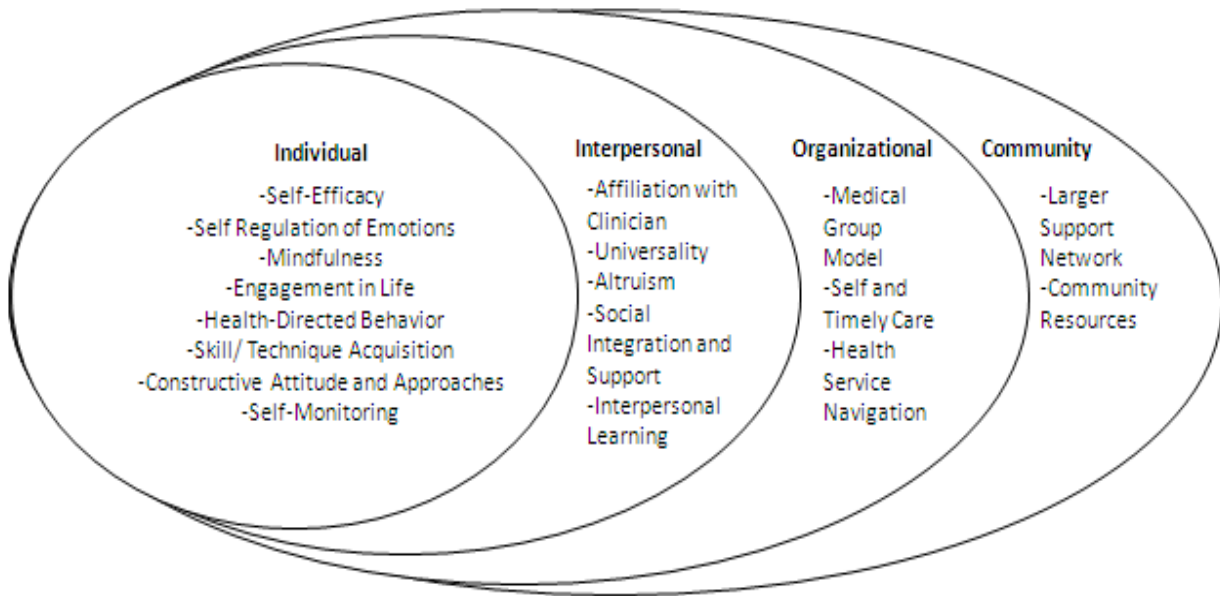 Individual
-Self-Efficacy
-Self Regulation of Emotions
-Mindfulness
-Engagement in Life
-Health-Directed Behavior
-Skill/ Technique Acquisition
-Constructive Attitude and Approaches
-Self-Monitoring
Interpersonal
-Affiliation with
Clinician
-Universality
-Altruism
-Social
Integration and
Support
-Interpersonal
Learning
Organizational
-Medical
Group
Model
-Self and
Timely Care
-Health
Service
Navigation
Community
-Larger
Support
Network
-Community
Resources